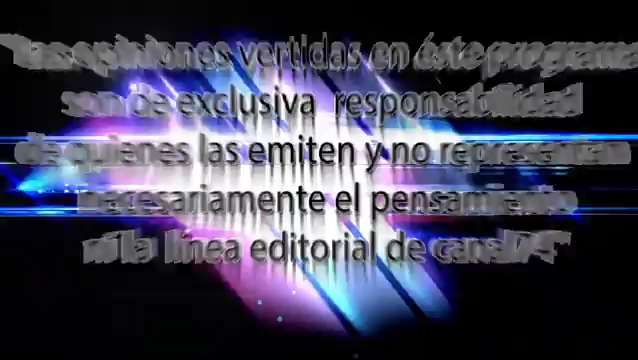 "Las opiniones vertidas en éste programa
son de exclusiva responsabilidad
de quienes las emiten y no representan
necesariamente el pensamiento
ni la línea editorial de canal